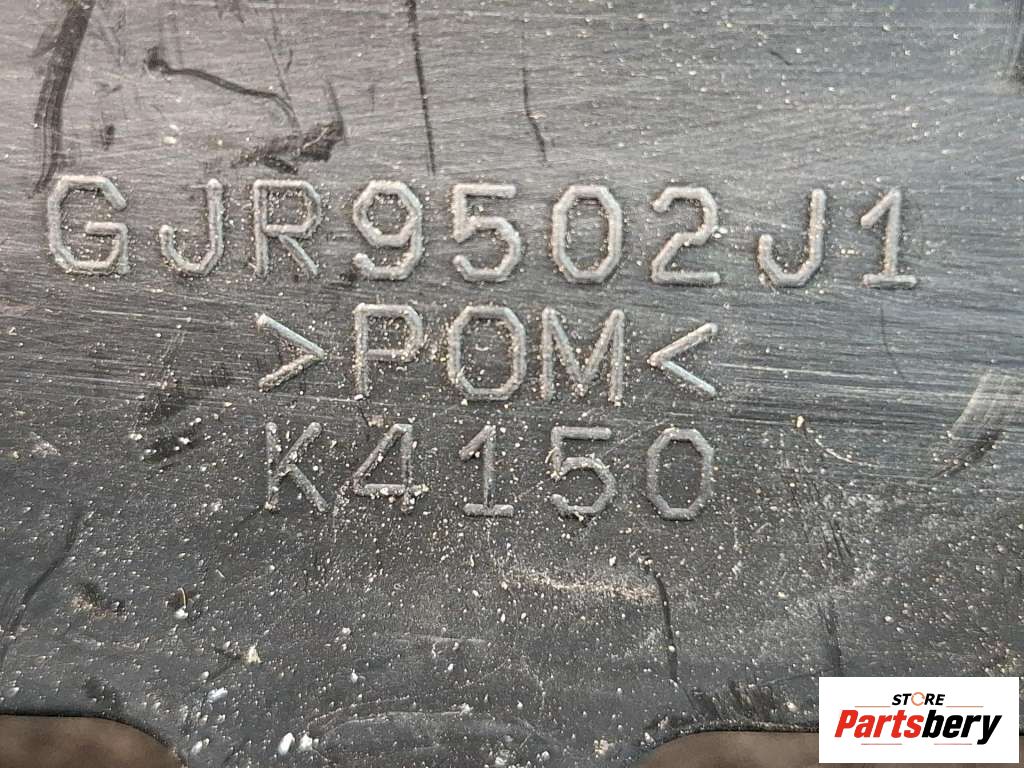 GJR9502J1
>POM<
K4150
STORE
Partsbery